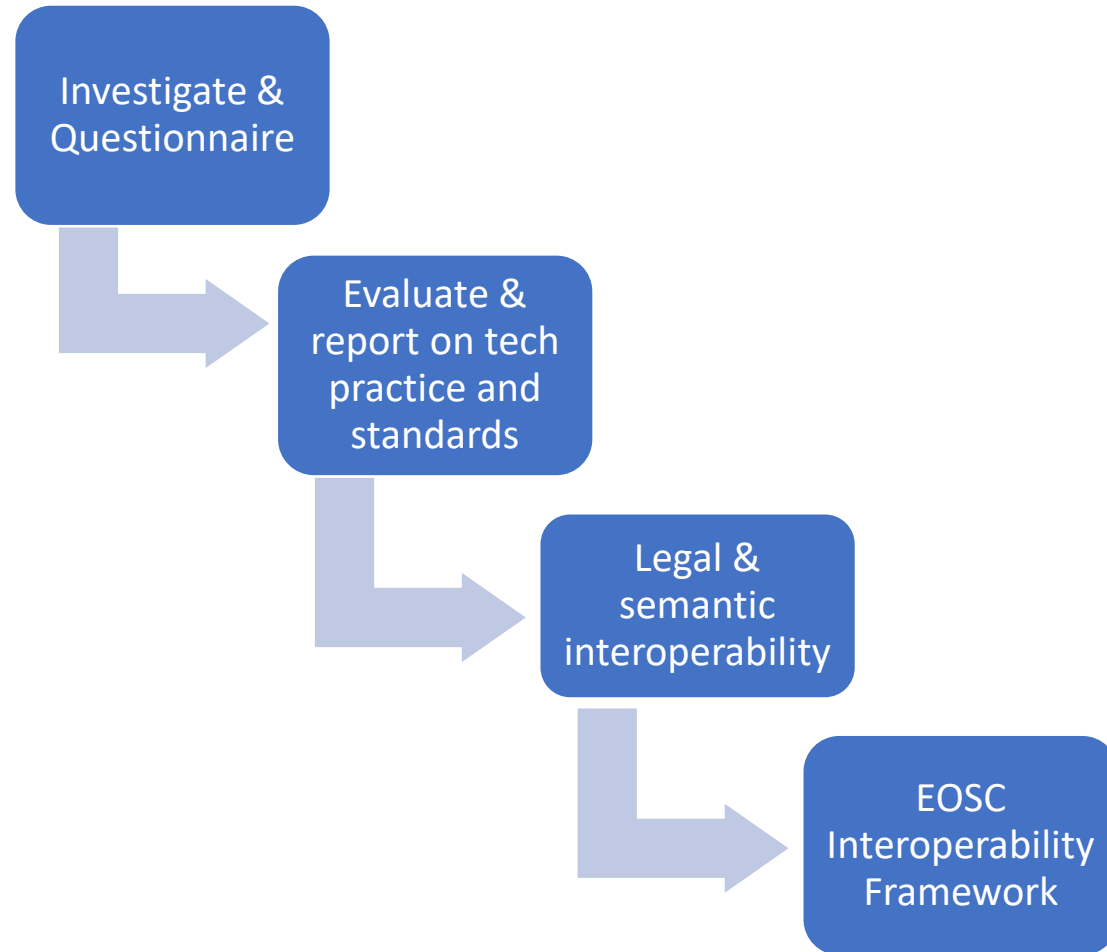 Investigate &
Questionnaire
Evaluate &
report on tech
practice and
standards
Legal &
semantic
interoperability
EOSC
Interoperability
Framework